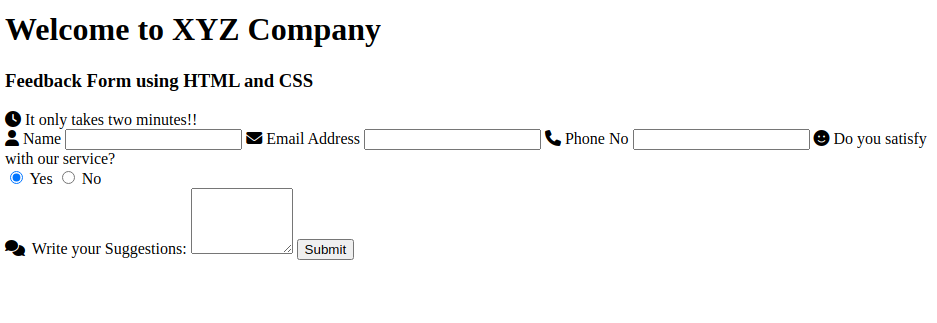 Welcome to XYZ Company
Feedback Form using HTML and CSS
It only takes two minutes!!
Name Email Address Phone No Do you satisfy
with our service?
Yes No
Write your Suggestions: Submit